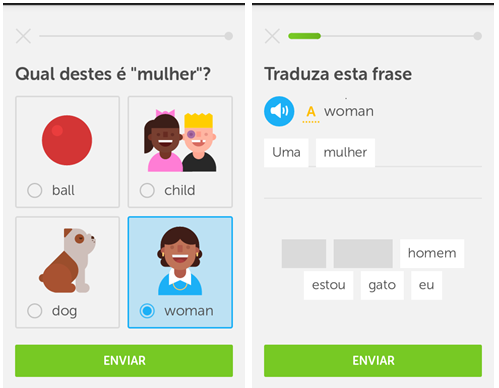 Qual destes é "mulher"?
ball
child
dog
woman
ENVIAR
Traduza esta frase
A woman
Uma mulher
homem
estou gato eu
ENVIAR